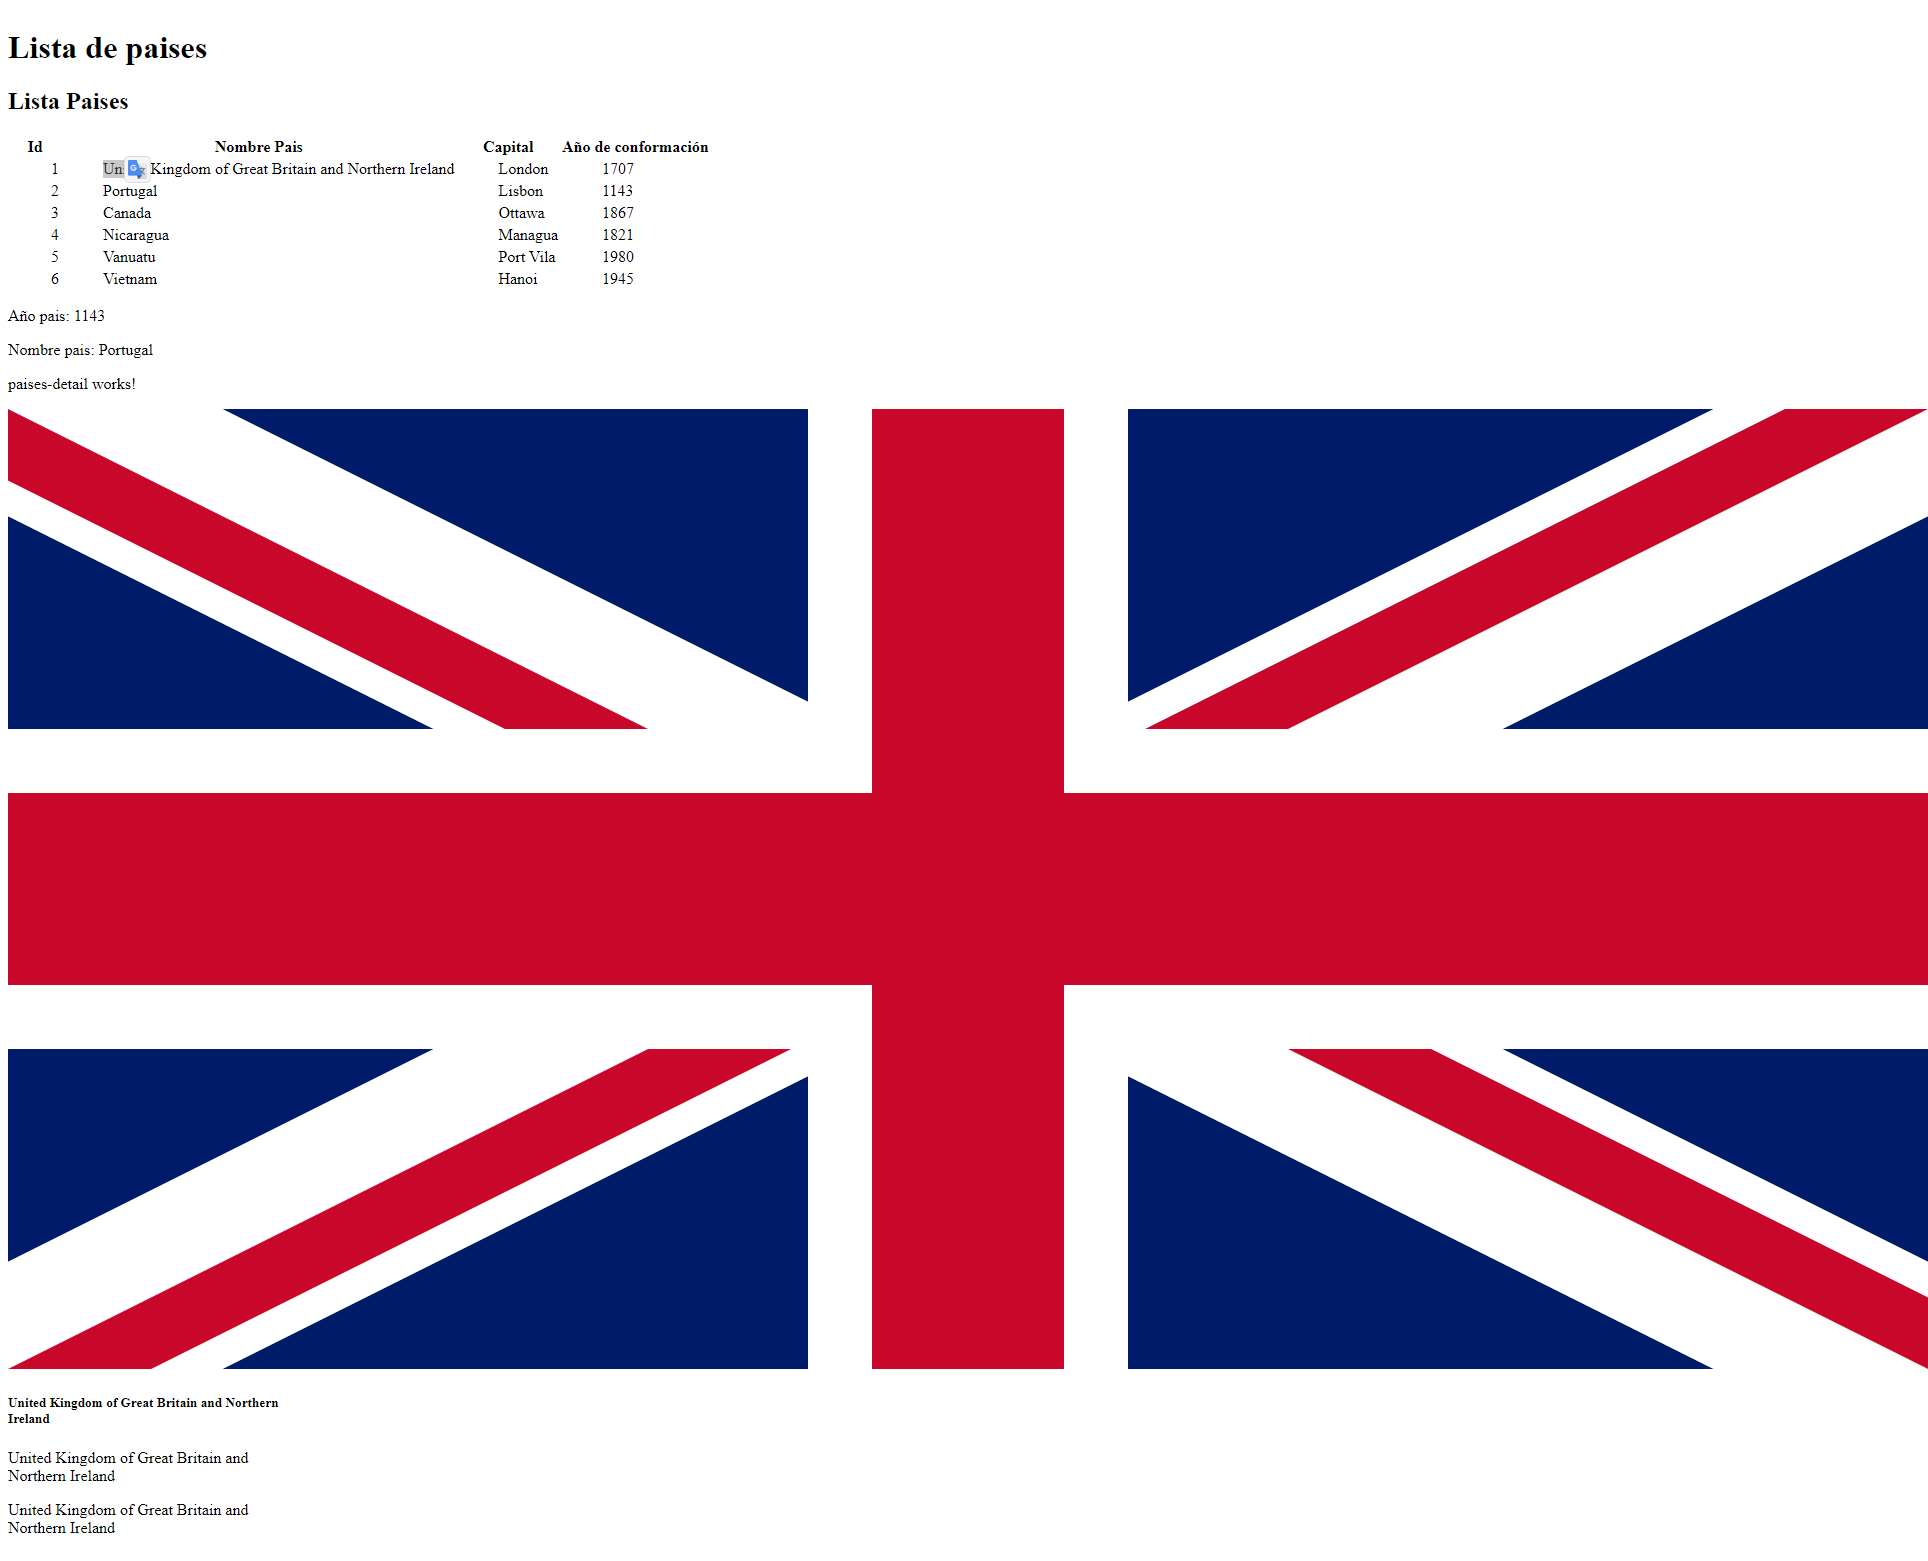 Lista de paises
Lista Paises
Id Nombre Pais Capital Año de conformación
1 Kingdom of Great Britain and Northern Ireland London 1707
2 Portugal Lisbon 1143
3 Canada Ottawa 1867
4 Nicaragua Managua 1821
5 Vanuatu Port Vila 1980
6 Vietnam Hanoi 1945
Año pais: 1143
Nombre pais: Portugal
paises-detail works!
United Kingdom of Great Britain and Northern
Ireland
United Kingdom of Great Britain and
Northern Ireland
United Kingdom of Great Britain and
Northern Ireland